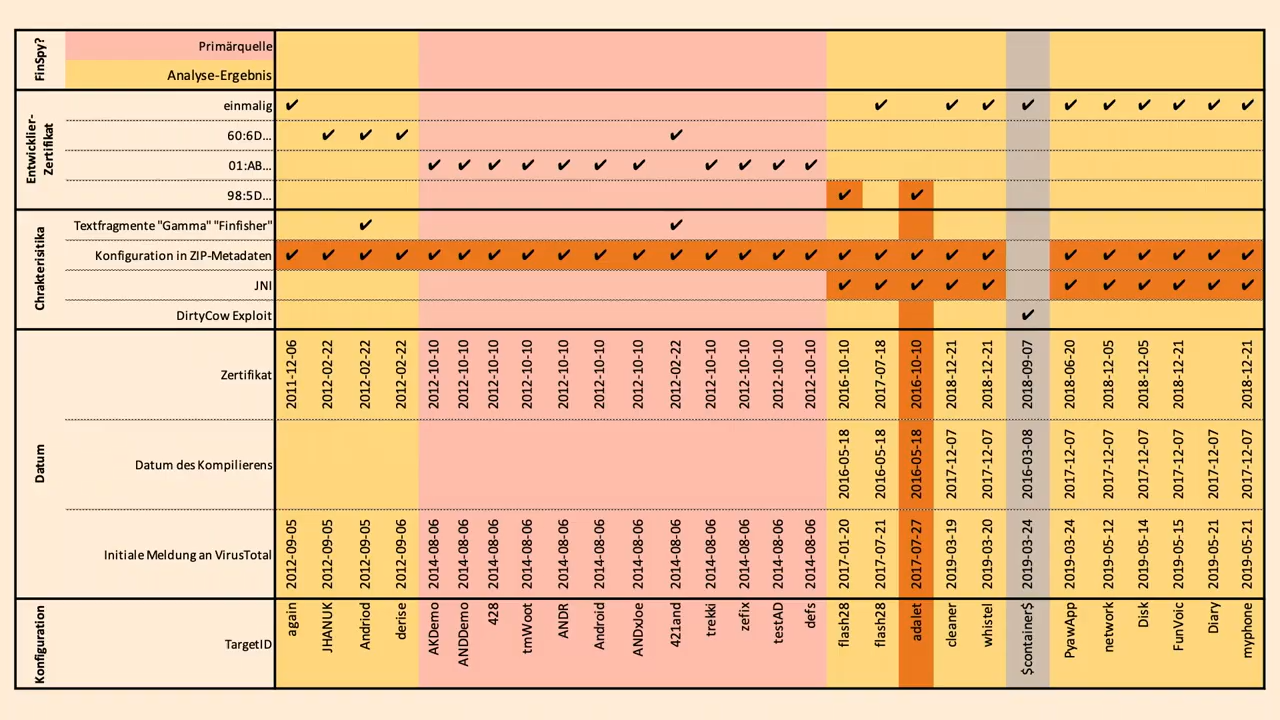 FinSpy?
Primärquelle
Analyse-Ergebnis
Entwicklier-
Zertifikat
einmalig ✔ ✔ ✔ ✔ ✔ ✔ ✔ ✔ ✔ ✔ ✔
60:6D... ✔ ✔ ✔ ✔
01:AB... ✔ ✔ ✔ ✔ ✔ ✔ ✔ ✔ ✔ ✔ ✔
98:5D... ✔ ✔
Chrakterisitika
Textfragmente "Gamma" "Finfisher" ✔ ✔
Konfiguration in ZIP-Metadaten ✔ ✔ ✔ ✔ ✔ ✔ ✔ ✔ ✔ ✔ ✔ ✔ ✔ ✔ ✔ ✔ ✔ ✔ ✔ ✔ ✔ ✔ ✔ ✔ ✔ ✔
JNI ✔ ✔ ✔ ✔ ✔ ✔ ✔ ✔ ✔ ✔ ✔
DirtyCow Exploit ✔
Datum
Zertifikat 2011-12-06 2012-02-22 2012-02-22 2012-02-22 2012-10-10 2012-10-10 2012-10-10 2012-10-10 2012-10-10 2012-10-10 2012-10-10 2012-02-22 2012-10-10 2012-10-10 2012-10-10 2012-10-10 2016-10-10 2017-07-18 2016-10-10 2018-12-21 2018-12-21 2018-09-07 2018-06-20 2018-12-05 2018-12-05 2018-12-21 2018-12-21
Datum des Kompilierens 2016-05-18 2016-05-18 2016-05-18 2017-12-07 2017-12-07 2016-03-08 2017-12-07 2017-12-07 2017-12-07 2017-12-07 2017-12-07 2017-12-07
Initiale Meldung an VirusTotal 2012-09-05 2012-09-05 2012-09-05 2012-09-06 2014-08-06 2014-08-06 2014-08-06 2014-08-06 2014-08-06 2014-08-06 2014-08-06 2014-08-06 2014-08-06 2014-08-06 2014-08-06 2014-08-06 2017-01-20 2017-07-21 2017-07-27 2019-03-19 2019-03-20 2019-03-24 2019-03-24 2019-05-12 2019-05-14 2019-05-15 2019-05-21 2019-05-21
Konfiguration
TargetID again JHANUK Andriod derise AKDemo ANDDemo 428 tmWoot ANDR Android ANDxJoe 421and trekki zefix testAD defs flash28 flash28 adalet cleaner whistel $container$ PyawApp network Disk FunVoic Diary myphone